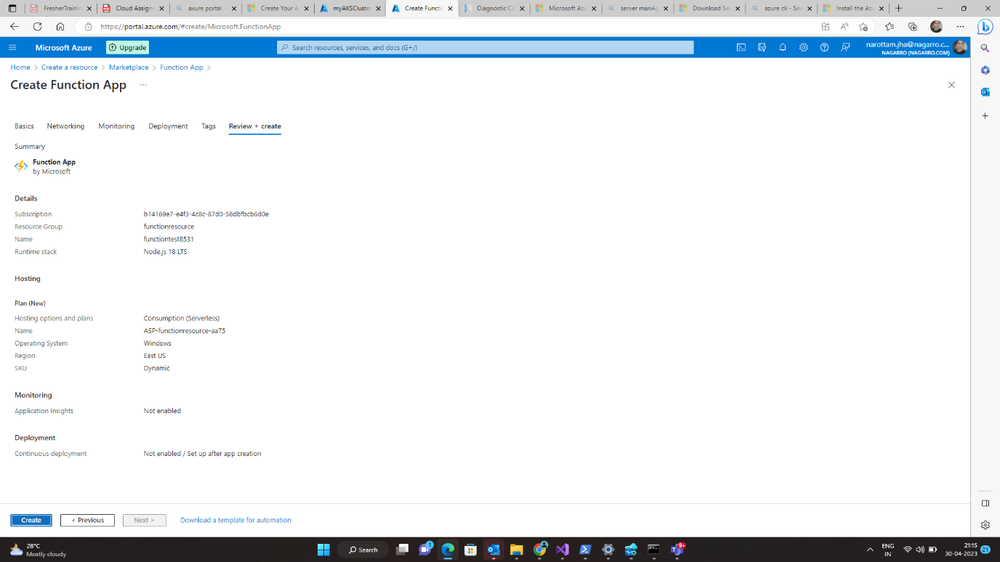 FresherTrainin
Cloud Assignr
axure portal -
Create Your A
myAKSCluster
Create Functio
Diagnostic Co
Microsoft Azu
server manAg
Download Ser
azure cli - Sea
Install the Azu
https://portal.azure.com/#create/Microsoft.FunctionApp
Microsoft Azure
Upgrade
Search resources, services, and docs (G+/)
narottam.jha@nagarro.c...
NAGARRO (NAGARRO.COM)
Home > Create a resource > Marketplace > Function App >
Create Function App ...
Basics Networking Monitoring Deployment Tags Review + create
Summary
Function App
by Microsoft
Details
Subscription b14169e7-e4f3-4c8c-87d0-58dbfbcb6d0e
Resource Group functionresource
Name functiontest8531
Runtime stack Node.js 18 LTS
Hosting
Plan (New)
Hosting options and plans Consumption (Serverless)
Name ASP-functionresource-aa75
Operating System Windows
Region East US
SKU Dynamic
Monitoring
Application Insights Not enabled
Deployment
Continuous deployment Not enabled / Set up after app creation
Create < Previous Next > Download a template for automation
28°C
Mostly cloudy
Search
1
9+
ENG
IN
21:15
30-04-2023
21